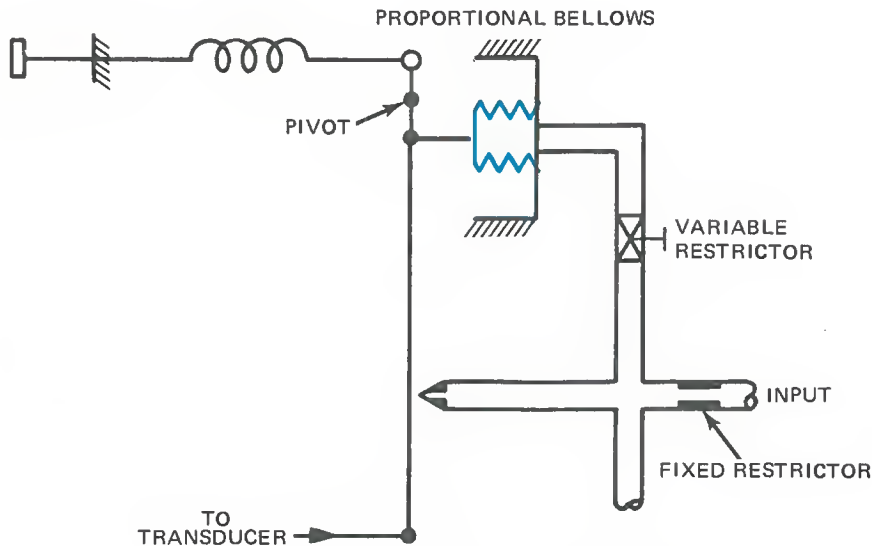 PROPORTIONAL BELLOWS
PIVOT
VARIABLE
RESTRICTOR
INPUT
FIXED RESTRICTOR
TO
TRANSDUCER